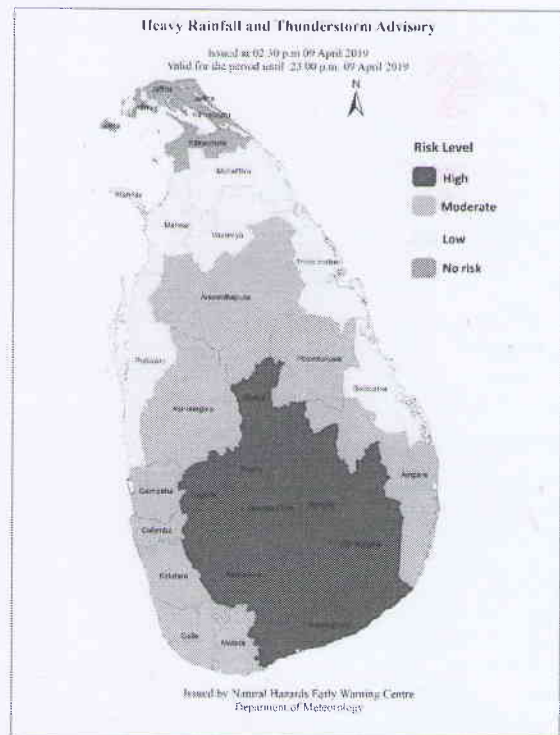 Heavy Rainfall and Thunderstorm Advisory
Issued at 02.30 p.m 09 April 2019
Valid for the period until 23.00 p.m. 09 April 2019
N
Jaffna
Jaffna
Kilinochchi
Mullaitivu
Mannar
Mannar
Vavuniya
Trincomalee
Anuradhapura
Puttalam
Polonnaruwa
Batticaloa
Kurunegala
Ampara
Gampaha
Colombo
Kalutara
Galle
Matara
Risk Level
High
Moderate
Low
No risk
Issued by Natural Hazards Early Warning Centre
Department of Meteorology